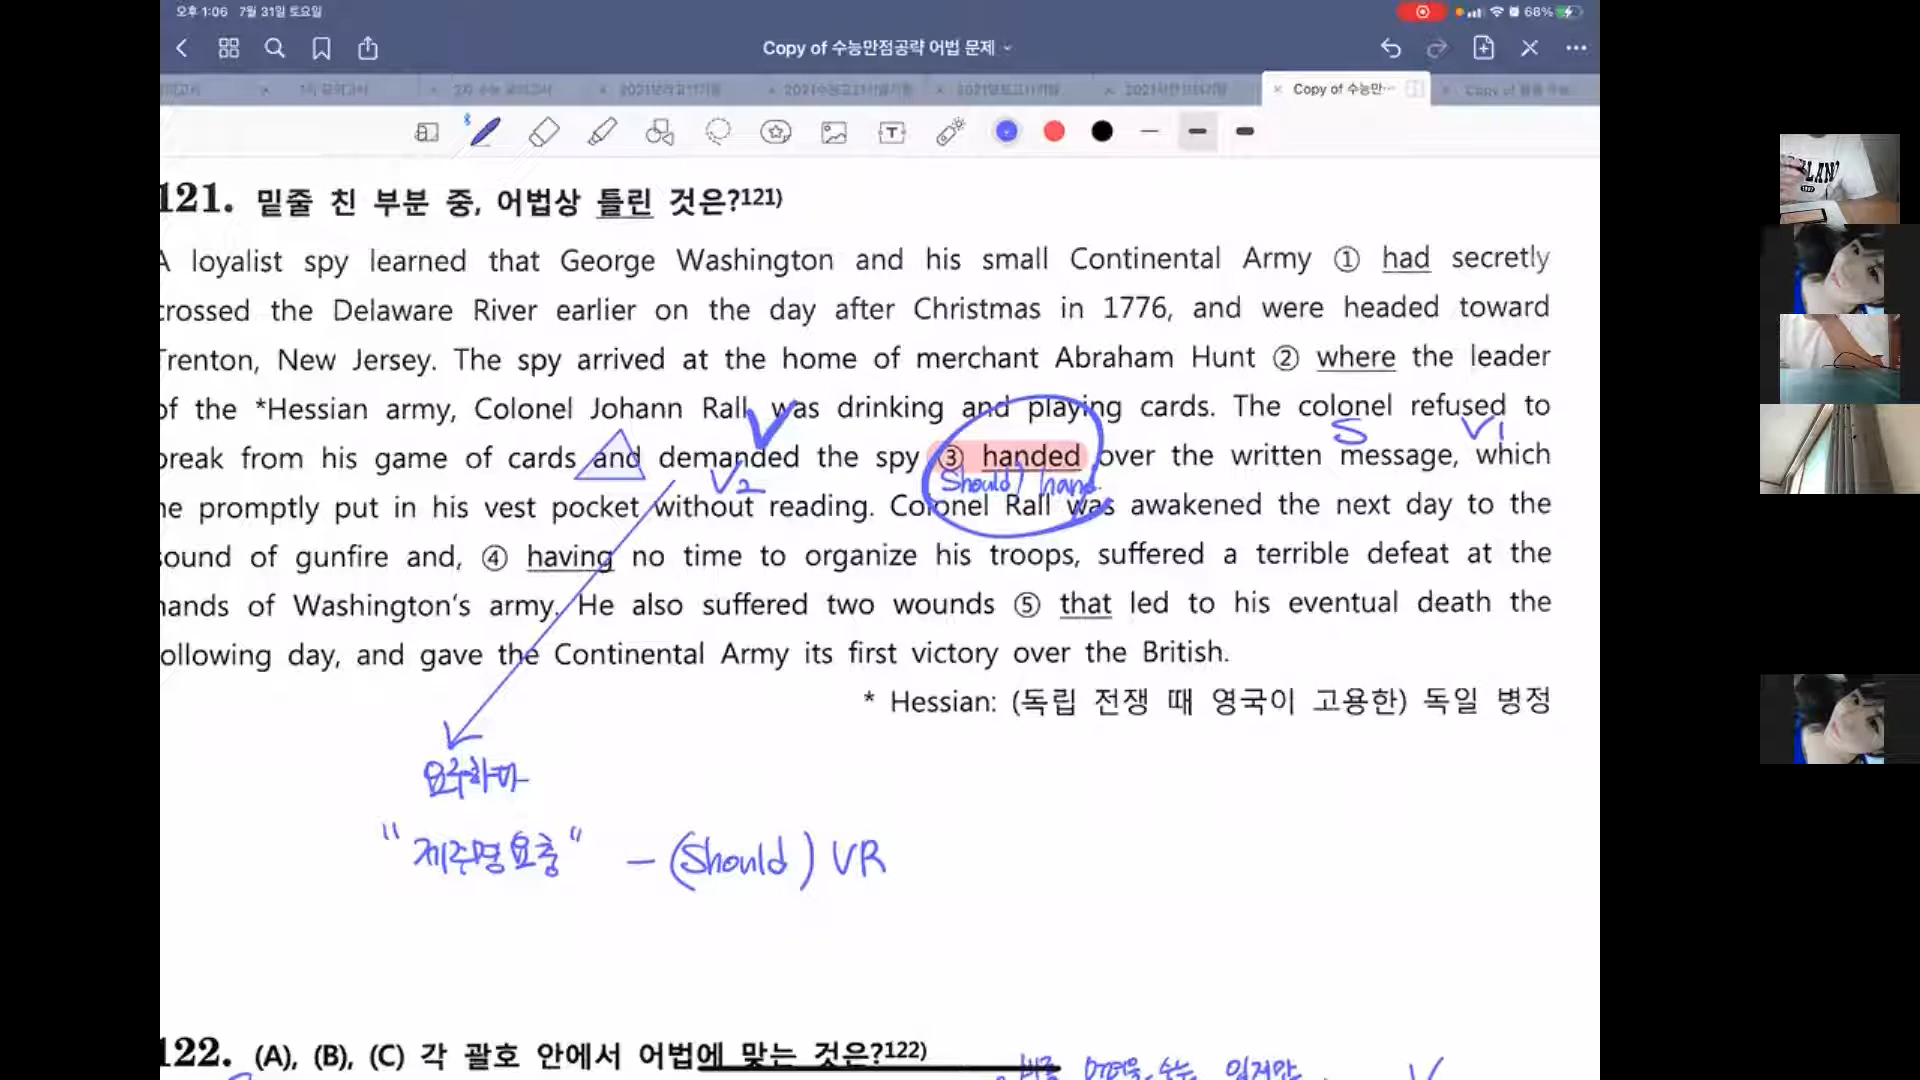 오후 1:06 7월 31일 토요일
68%
Copy of 수능만점공략 어법 문제
Copy of 수능만…
121. 밑줄 친 부분 중, 어법상 틀린 것은?121)
A loyalist spy learned that George Washington and his small Continental Army ① had secretly
crossed the Delaware River earlier on the day after Christmas in 1776, and were headed toward
Trenton, New Jersey. The spy arrived at the home of merchant Abraham Hunt ② where the leader
of the *Hessian army, Colonel Johann Rall, was drinking and playing cards. The colonel refused to
V
S V1
break from his game of cards and demanded the spy ③ handed over the written message, which
V2
Should) hand
he promptly put in his vest pocket without reading. Colonel Rall was awakened the next day to the
sound of gunfire and, ④ having no time to organize his troops, suffered a terrible defeat at the
hands of Washington's army. He also suffered two wounds ⑤ that led to his eventual death the
following day, and gave the Continental Army its first victory over the British.
* Hessian: (독립 전쟁 때 영국이 고용한) 독일 병정
요구하다
"제주명요충" – (Should) VR
122. (A), (B), (C) 각 괄호 안에서 어법에 맞는 것은?122)